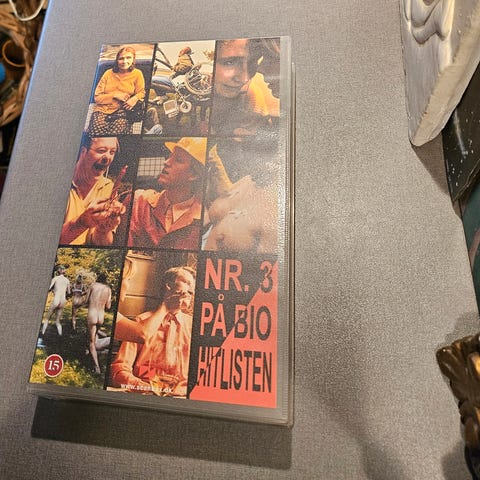 NR. 3
PÅ BIO
HITLISTEN
15